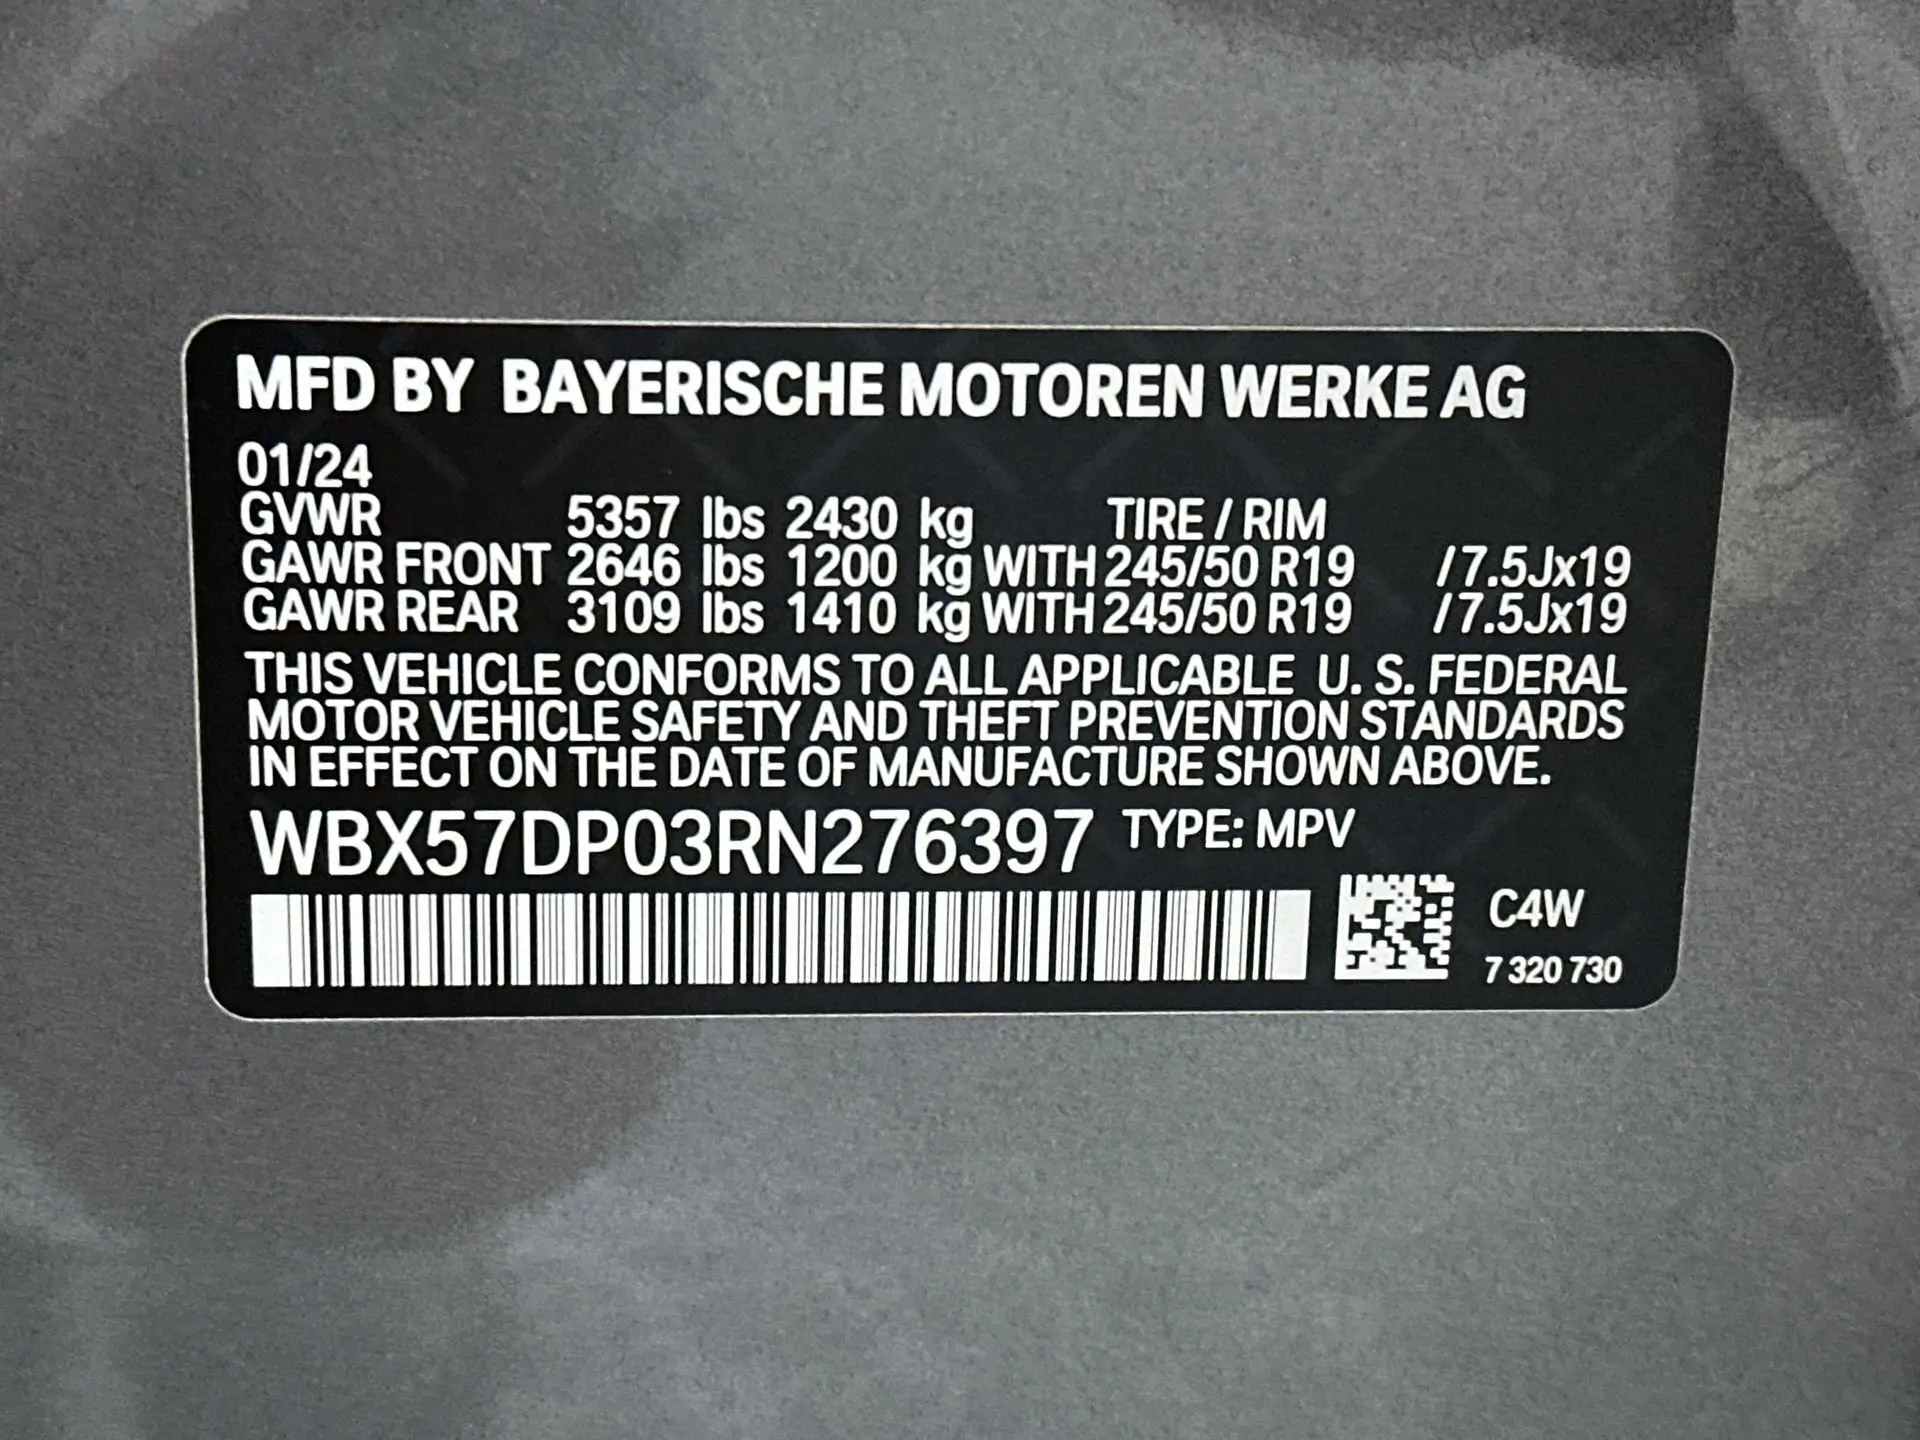 MFD BY BAYERISCHE MOTOREN WERKE AG
01/24
GVWR 5357 lbs 2430 kg TIRE / RIM
GAWR FRONT 2646 lbs 1200 kg WITH 245/50 R19 /7.5Jx19
GAWR REAR 3109 lbs 1410 kg WITH 245/50 R19 /7.5Jx19
THIS VEHICLE CONFORMS TO ALL APPLICABLE U. S. FEDERAL
MOTOR VEHICLE SAFETY AND THEFT PREVENTION STANDARDS
IN EFFECT ON THE DATE OF MANUFACTURE SHOWN ABOVE.
WBX57DP03RN276397 TYPE: MPV
C4W
7 320 730